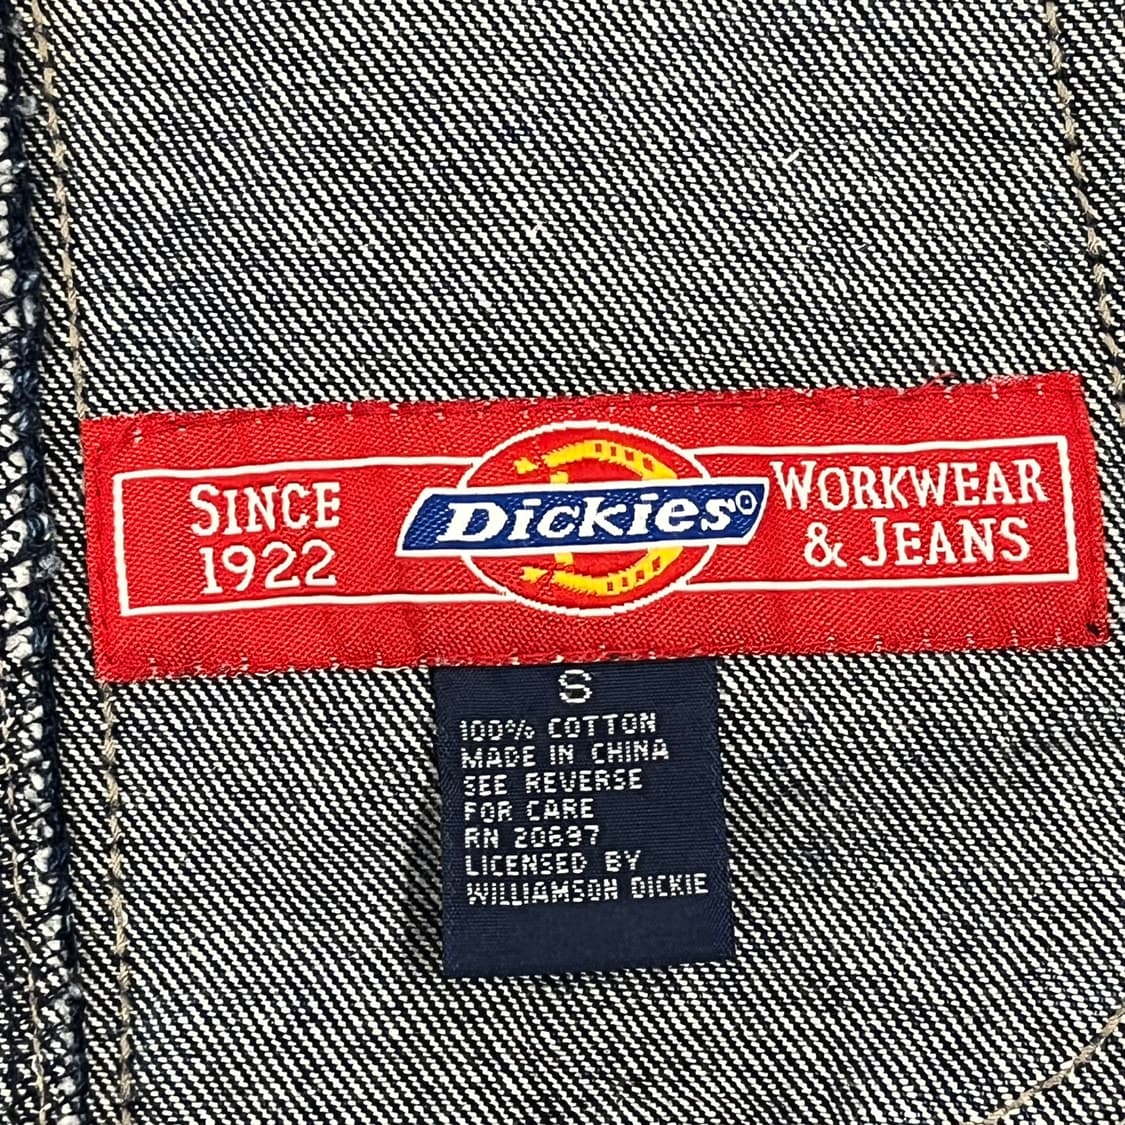 SINCE
1922
Dickies®
WORKWEAR
& JEANS
S
100% COTTON
MADE IN CHINA
SEE REVERSE
FOR CARE
RN 20697
LICENSED BY
WILLIAMSON DICKIE